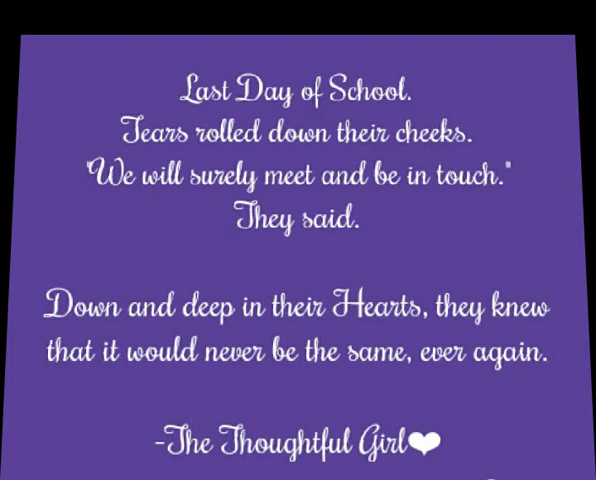 Last Day of School.
Tears rolled down their cheeks.
"We will surely meet and be in touch."
They said.
Down and deep in their Hearts, they knew
that it would never be the same, ever again.
-The Thoughtful Girl❤